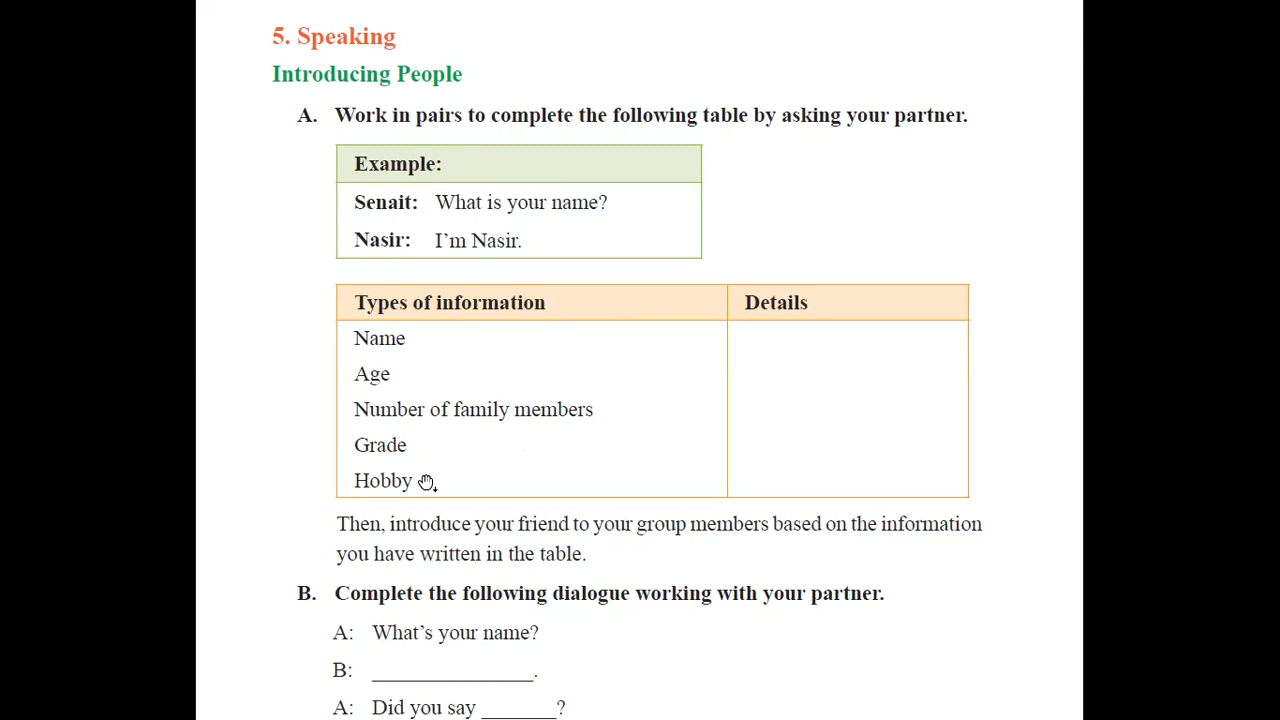 5. Speaking
Introducing People
A. Work in pairs to complete the following table by asking your partner.
Example:
Senait: What is your name?
Nasir: I’m Nasir.
Types of information Details
Name
Age
Number of family members
Grade
Hobby
Then, introduce your friend to your group members based on the information
you have written in the table.
B. Complete the following dialogue working with your partner.
A: What’s your name?
B: _______________.
A: Did you say _______?